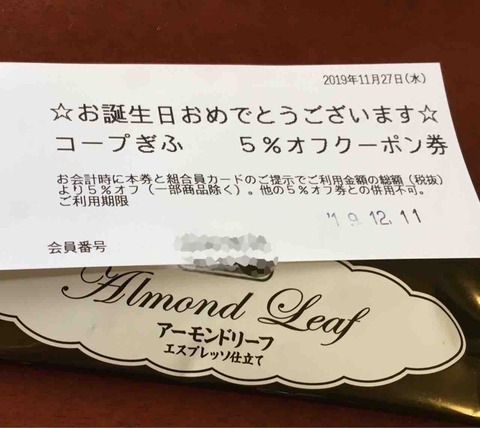 2019年11月27日(水)
☆お誕生日おめでとうございます☆
コープぎふ　　5%オフクーポン券
お会計時に本券と組合員カードのご提示でご利用金額の総額（税抜）
より5%オフ（一部商品除く）。他の5%オフ券との併用不可。
ご利用期限
'19.12.11
会員番号
Almond Leaf
アーモンドリーフ
エスプレッソ仕立て